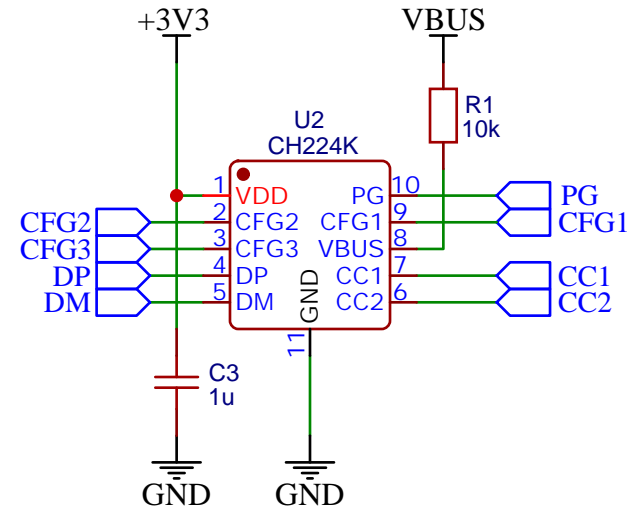 +3V3
VBUS
R1
10k
U2
CH224K
1 VDD PG 10 PG
CFG2 2 CFG2 CFG1 9 CFG1
CFG3 3 CFG3 VBUS 8
DP 4 DP CC1 7 CC1
DM 5 DM CC2 6 CC2
GND
11
C3
1u
GND
GND